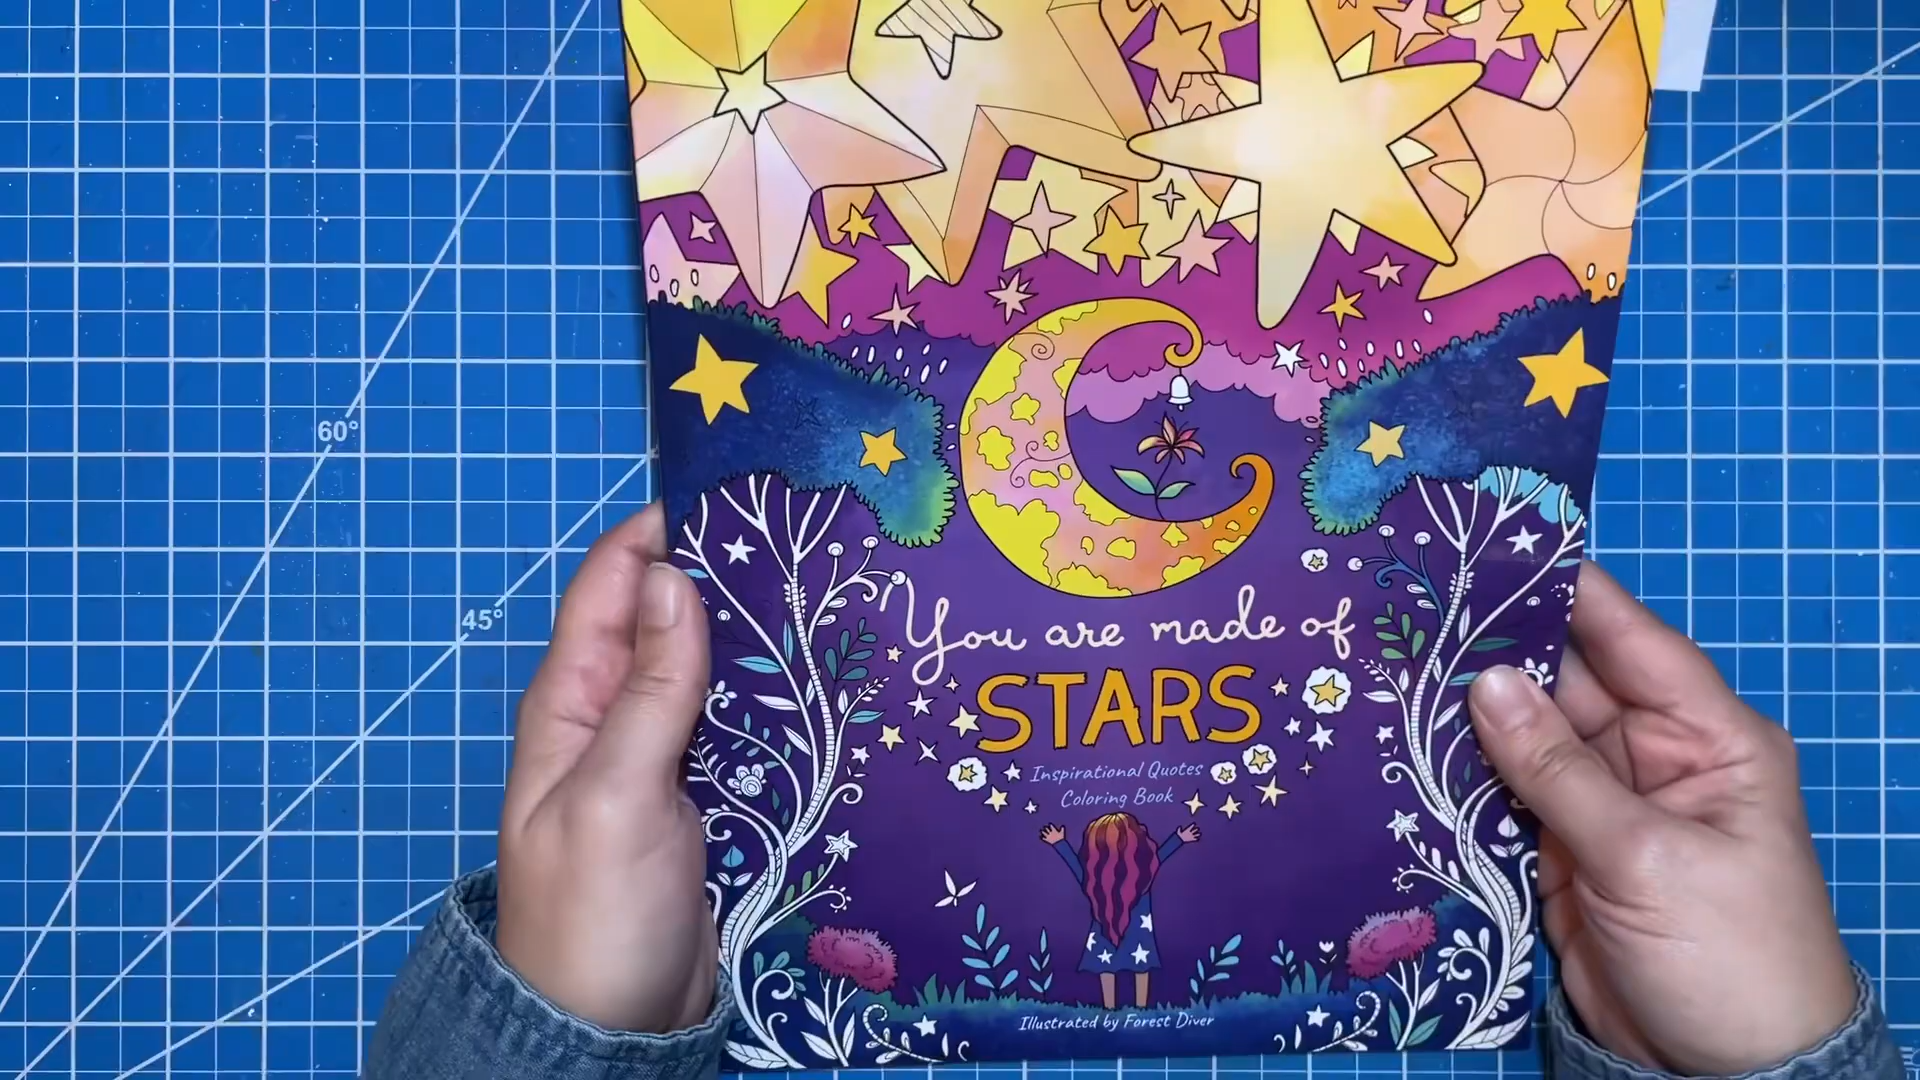 60°
45°
You are made of
STARS
Inspirational Quotes
Coloring Book
Illustrated by Forest Diver